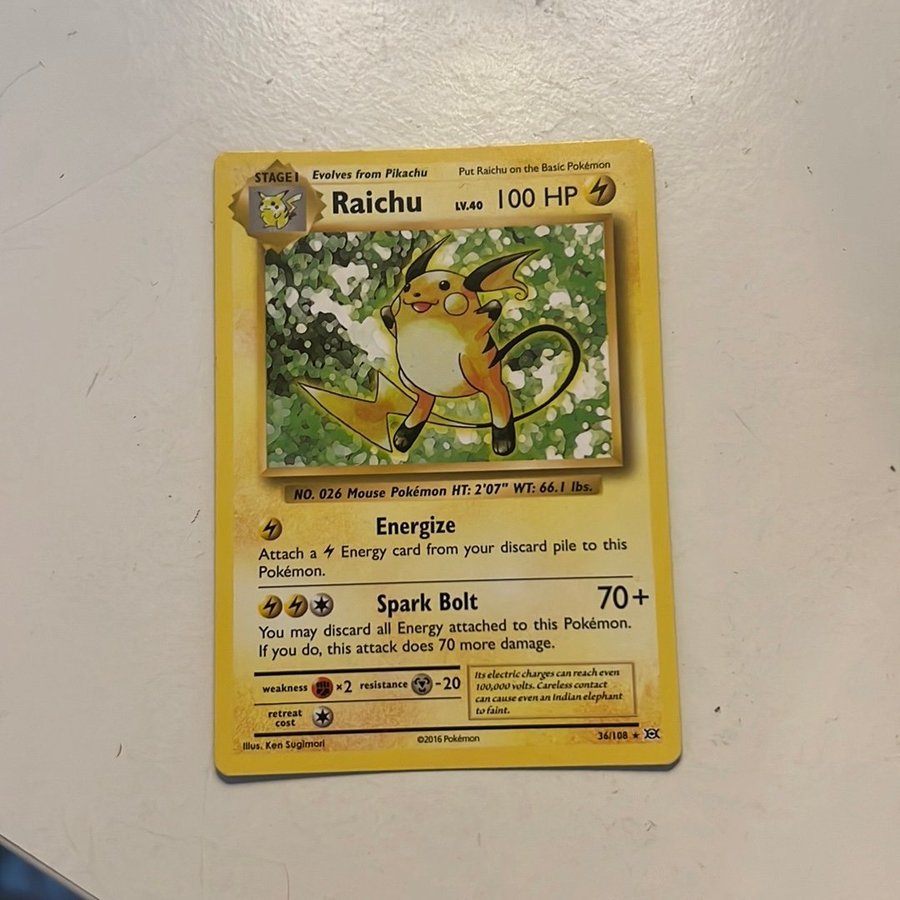 STAGE 1 Evolves from Pikachu Put Raichu on the Basic Pokémon
Raichu LV.40 100 HP
NO. 026 Mouse Pokémon HT: 2'07" WT: 66.1 lbs.
Energize
Attach a Energy card from your discard pile to this
Pokémon.
Spark Bolt 70+
You may discard all Energy attached to this Pokémon.
If you do, this attack does 70 more damage.
weakness ×2 resistance -20
retreat
cost
Its electric charges can reach even
100,000 volts. Careless contact
can cause even an Indian elephant
to faint.
Illus. Ken Sugimori ©2016 Pokémon 36/108 ★